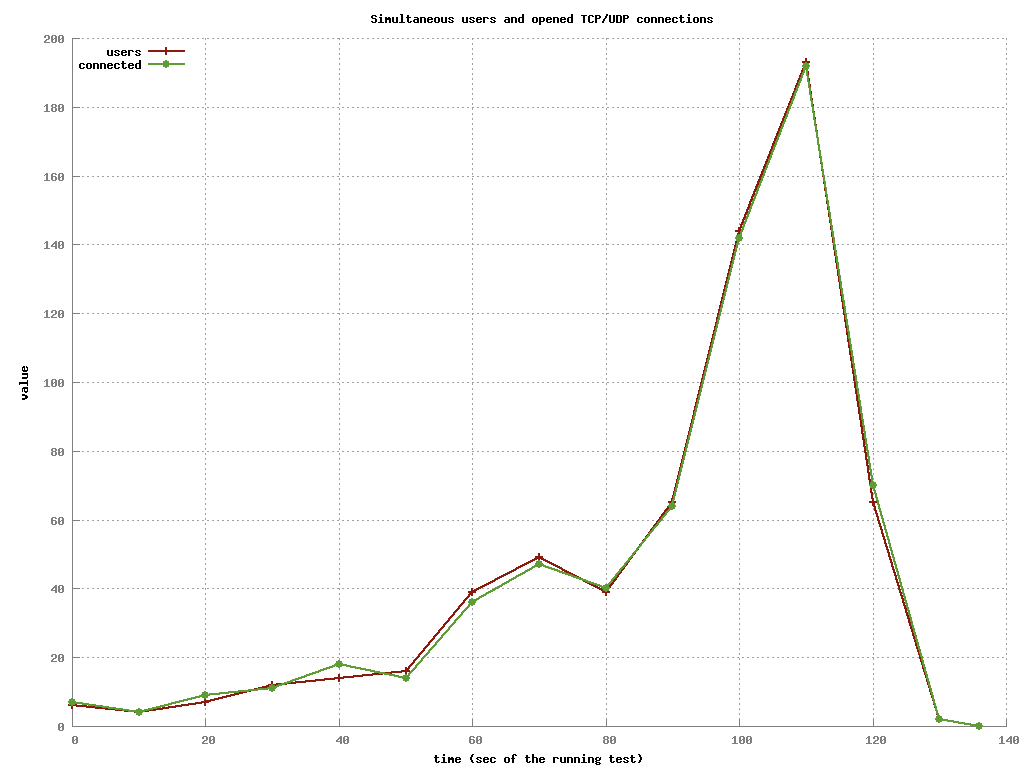 Simultaneous users and opened TCP/UDP connections
users
connected
200
180
160
140
120
100
80
60
40
20
0
value
0 20 40 60 80 100 120 140
time (sec of the running test)